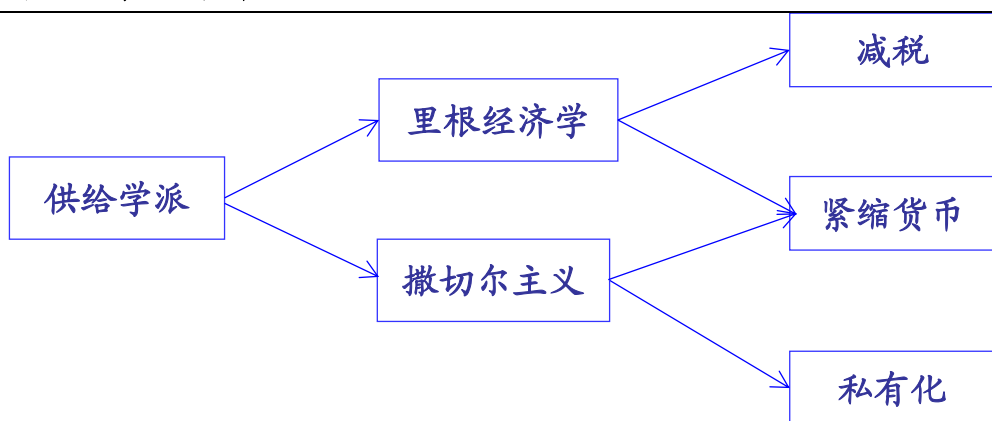 减税
里根经济学
供给学派
紧缩货币
撒切尔主义
私有化